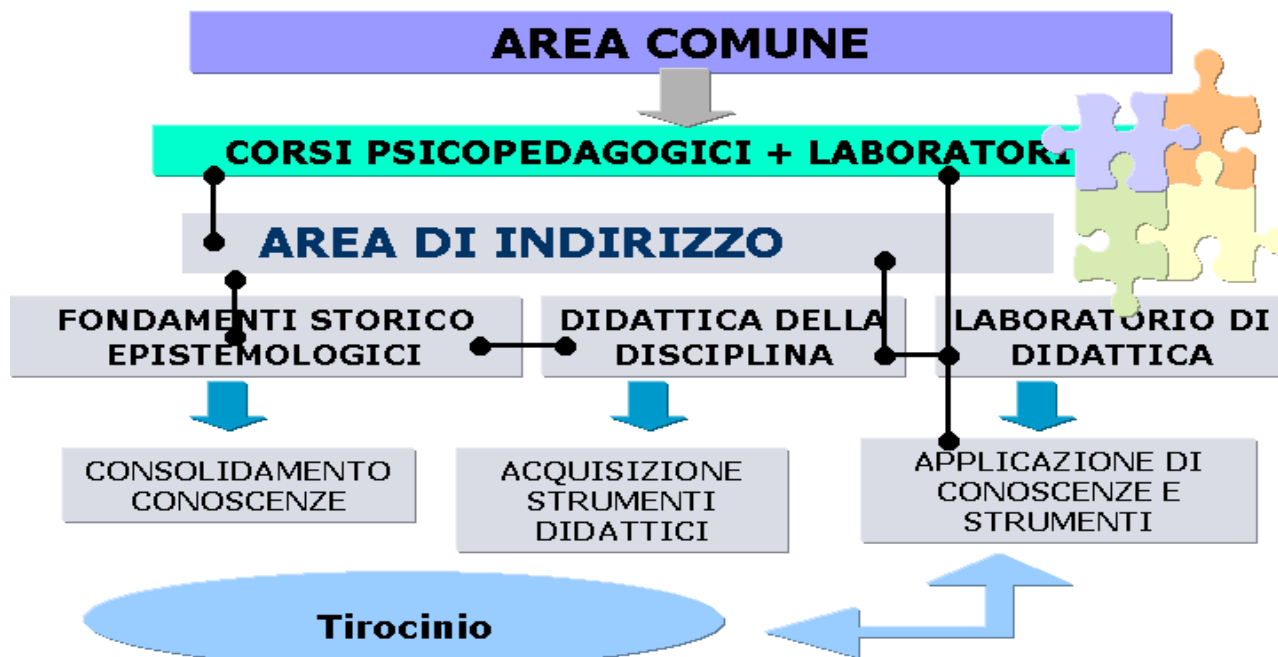 AREA COMUNE
CORSI PSICOPEDAGOGICI + LABORATORI
AREA DI INDIRIZZO
FONDAMENTI STORICO
EPISTEMOLOGICI
DIDATTICA DELLA
DISCIPLINA
LABORATORIO DI
DIDATTICA
CONSOLIDAMENTO
CONOSCENZE
ACQUISIZIONE
STRUMENTI
DIDATTICI
APPLICAZIONE DI
CONOSCENZE E
STRUMENTI
Tirocinio